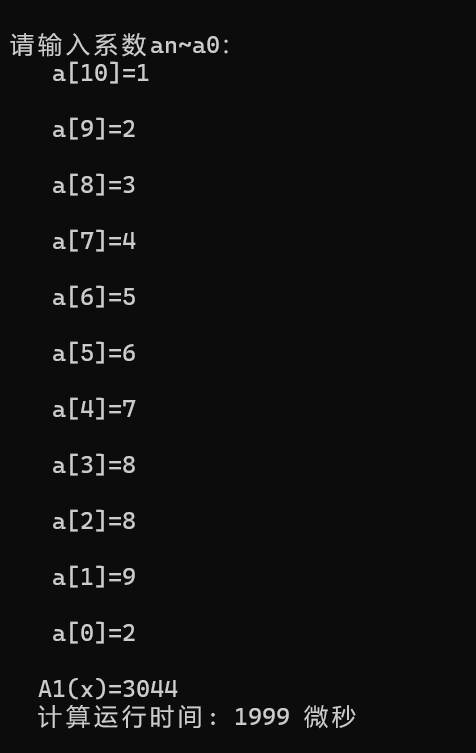 请输入系数an~a0:
a[10]=1
a[9]=2
a[8]=3
a[7]=4
a[6]=5
a[5]=6
a[4]=7
a[3]=8
a[2]=8
a[1]=9
a[0]=2
A1(x)=3044
计算运行时间: 1999 微秒